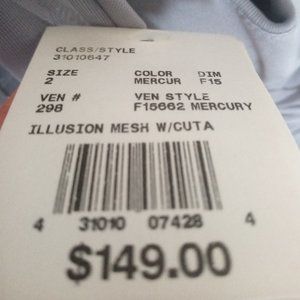 CLASS/STYLE
31010647
SIZE COLOR DIM
2 MERCUR F15
VEN # VEN STYLE
298 F15662 MERCURY
ILLUSION MESH W/CUTA
4 31010 07428 4
$149.00